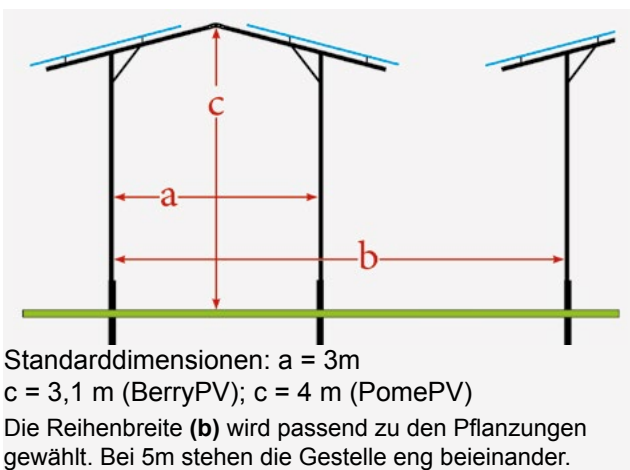 c
a
b
Standarddimensionen: a = 3m
c = 3,1 m (BerryPV); c = 4 m (PomePV)
Die Reihenbreite (b) wird passend zu den Pflanzungen
gewählt. Bei 5m stehen die Gestelle eng beieinander.